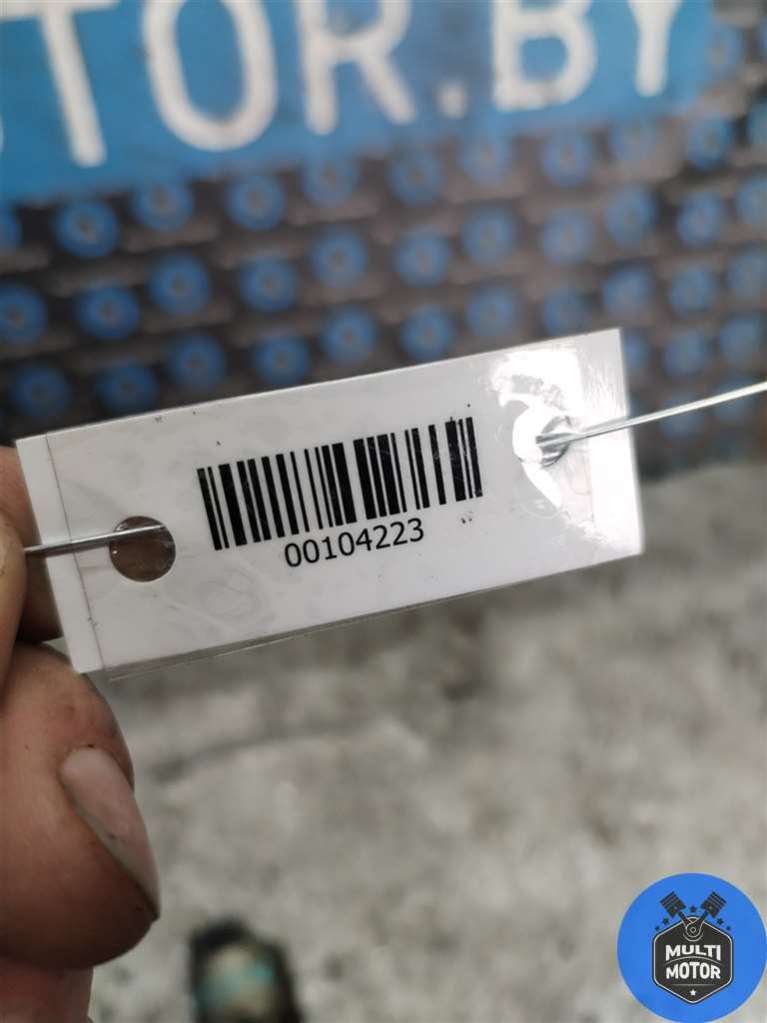 TOR.BY
00104223
MULTI
MOTOR